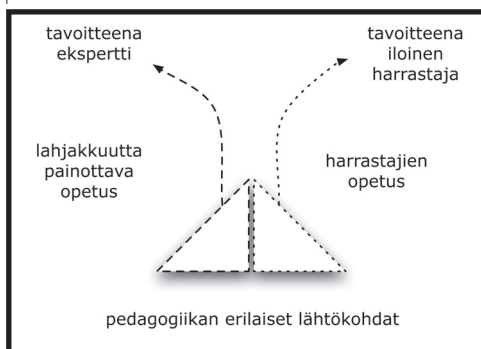 tavoitteena
ekspertti
tavoitteena
iloinen
harrastaja
lahjakkuutta
painottava
opetus
harrastajien
opetus
pedagogiikan erilaiset lähtökohdat